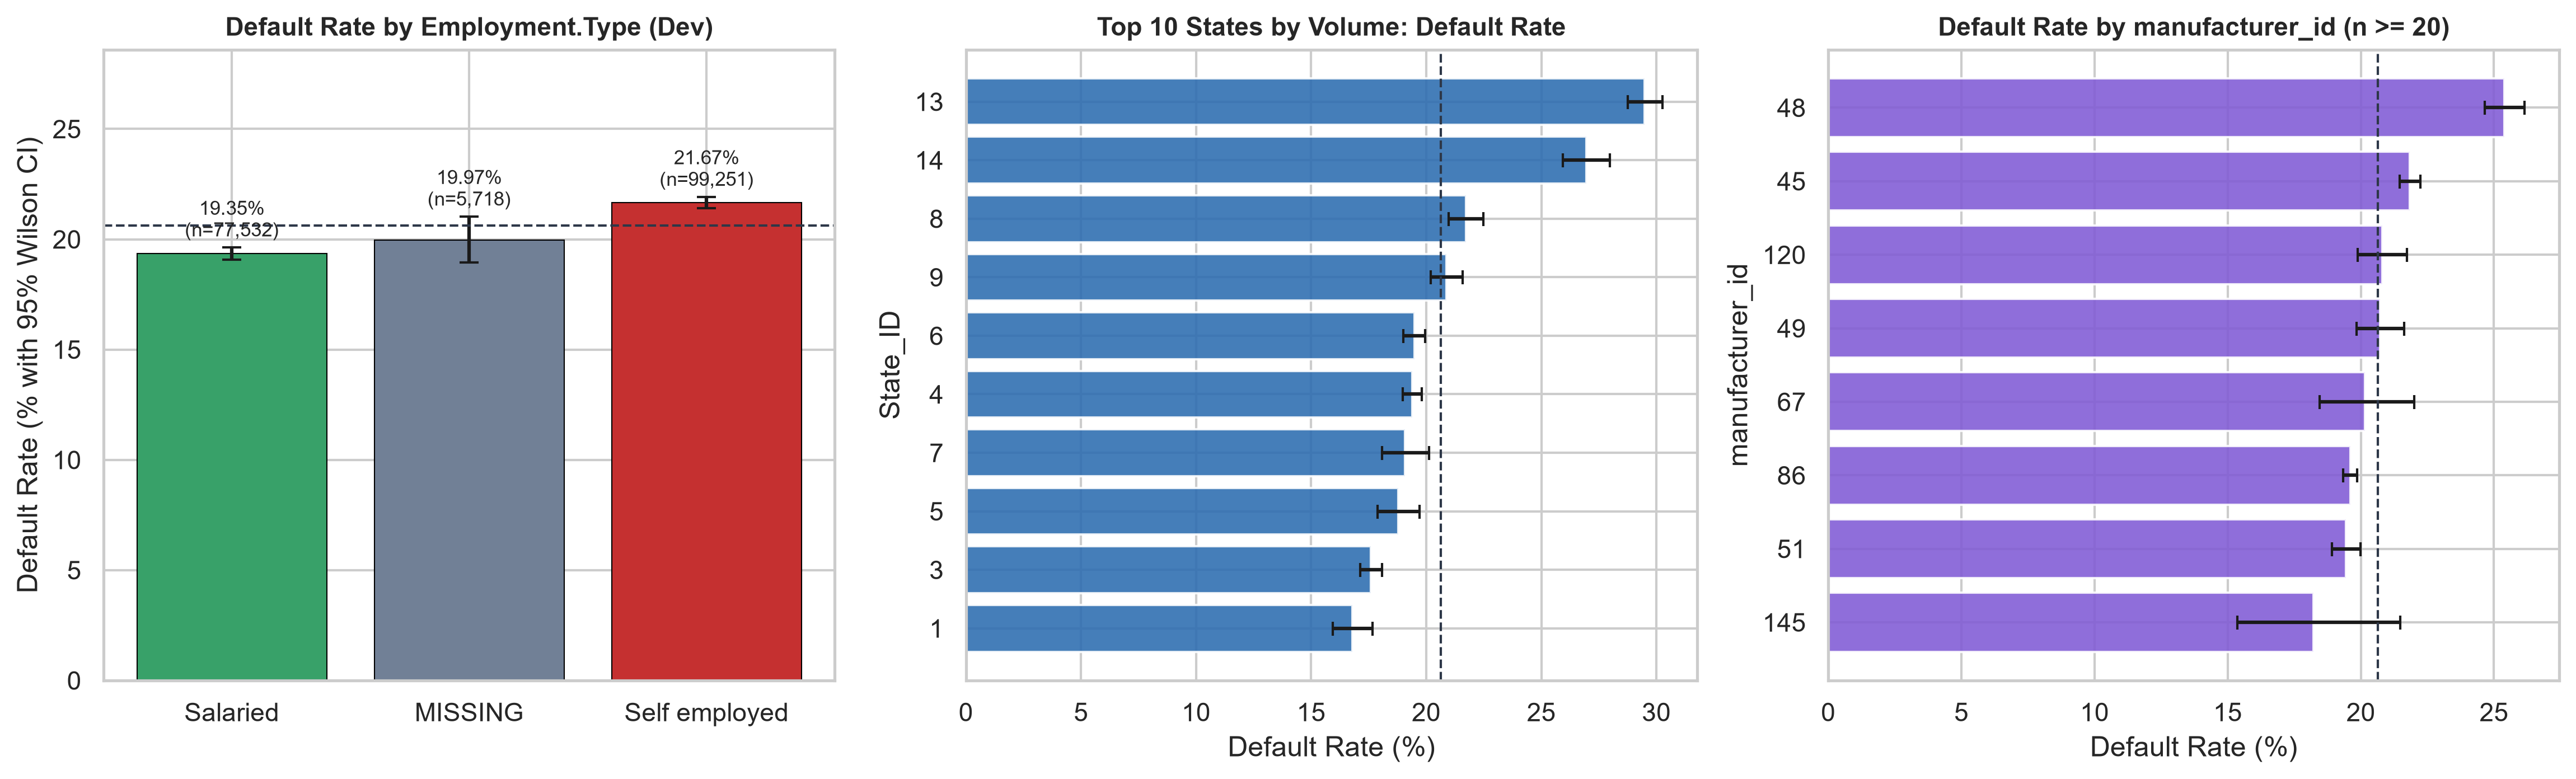 Default Rate by Employment.Type (Dev)
Default Rate (% with 95% Wilson CI)
25
20
15
10
5
0
19.35%
(n=77,532)
19.97%
(n=5,718)
21.67%
(n=99,251)
Salaried
MISSING
Self employed
Top 10 States by Volume: Default Rate
State_ID
13
14
8
9
6
4
7
5
3
1
0
5
10
15
20
25
30
Default Rate (%)
Default Rate by manufacturer_id (n >= 20)
manufacturer_id
48
45
120
49
67
86
51
145
0
5
10
15
20
25
Default Rate (%)